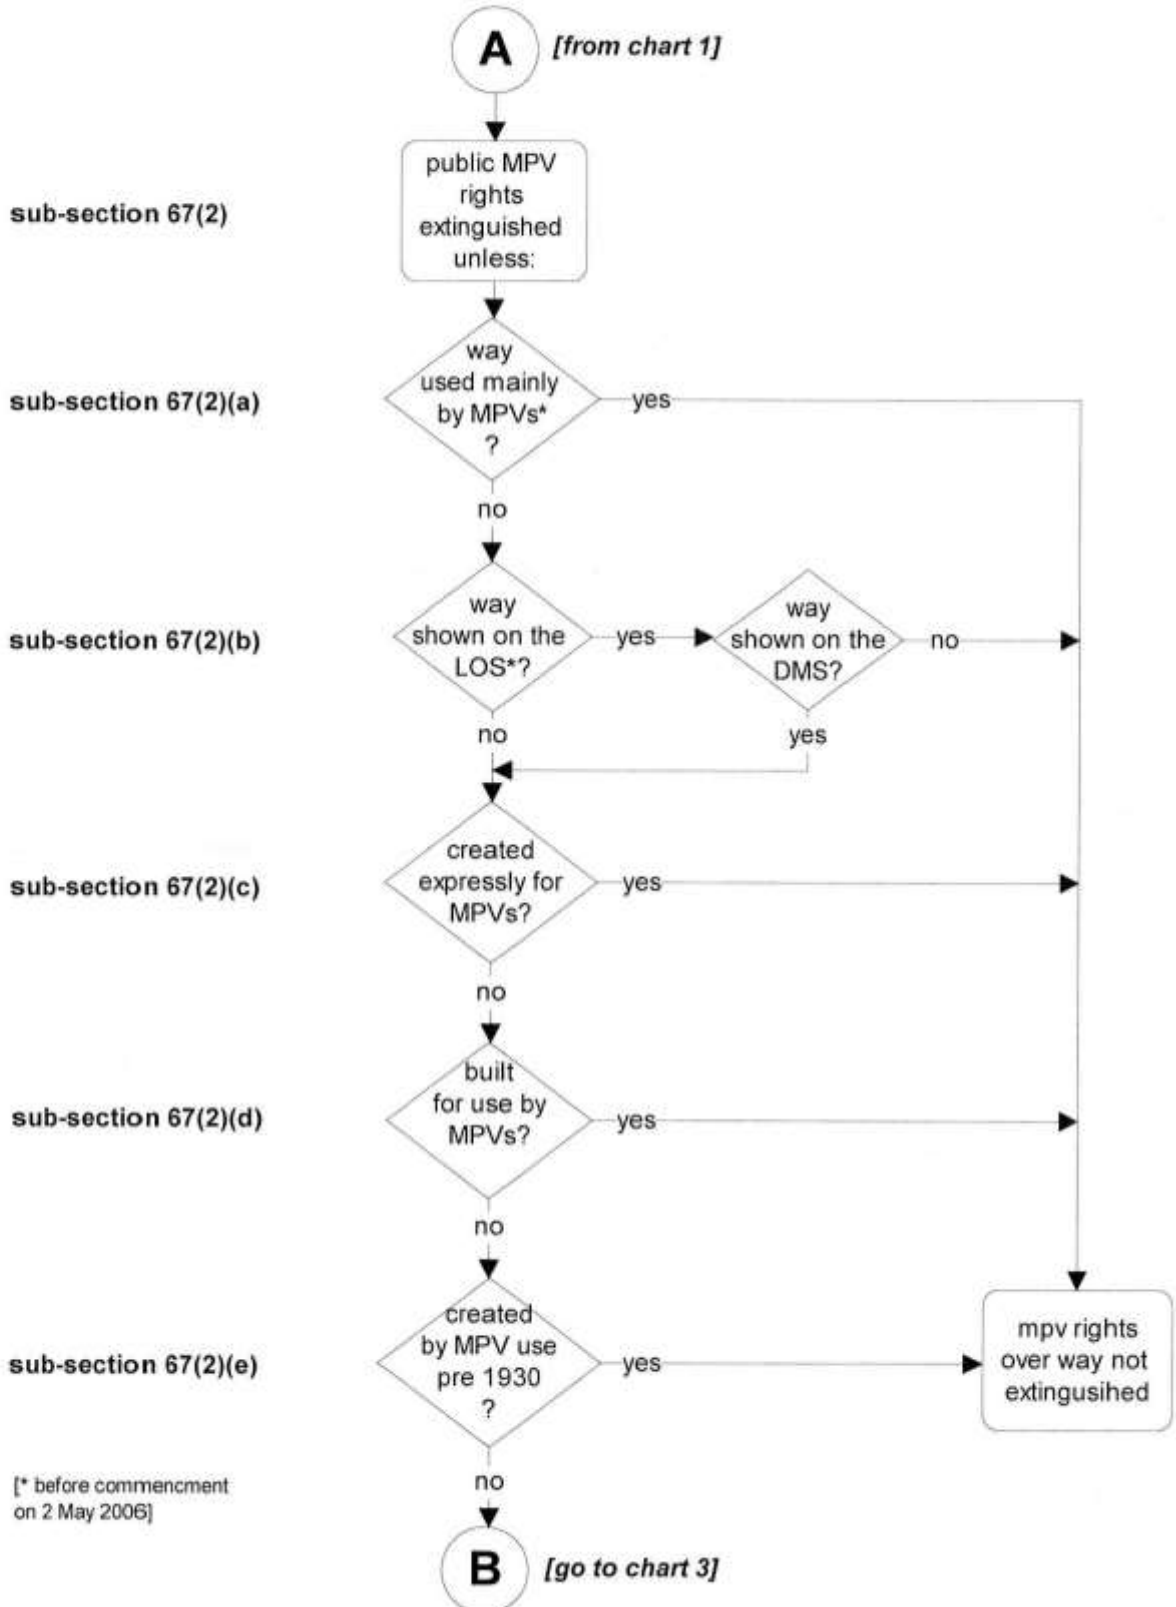 A [from chart 1]
public MPV
rights
extinguished
unless:
sub-section 67(2)
way
used mainly
by MPVs*
?
sub-section 67(2)(a)
yes
no
way
shown on the
LOS*?
sub-section 67(2)(b)
yes
way
shown on the
DMS?
no
no
yes
created
expressly for
MPVs?
sub-section 67(2)(c)
yes
no
built
for use by
MPVs?
sub-section 67(2)(d)
yes
no
created
by MPV use
pre 1930
?
sub-section 67(2)(e)
yes
mpv rights
over way not
extingusihed
no
[* before commencment
on 2 May 2006]
B [go to chart 3]